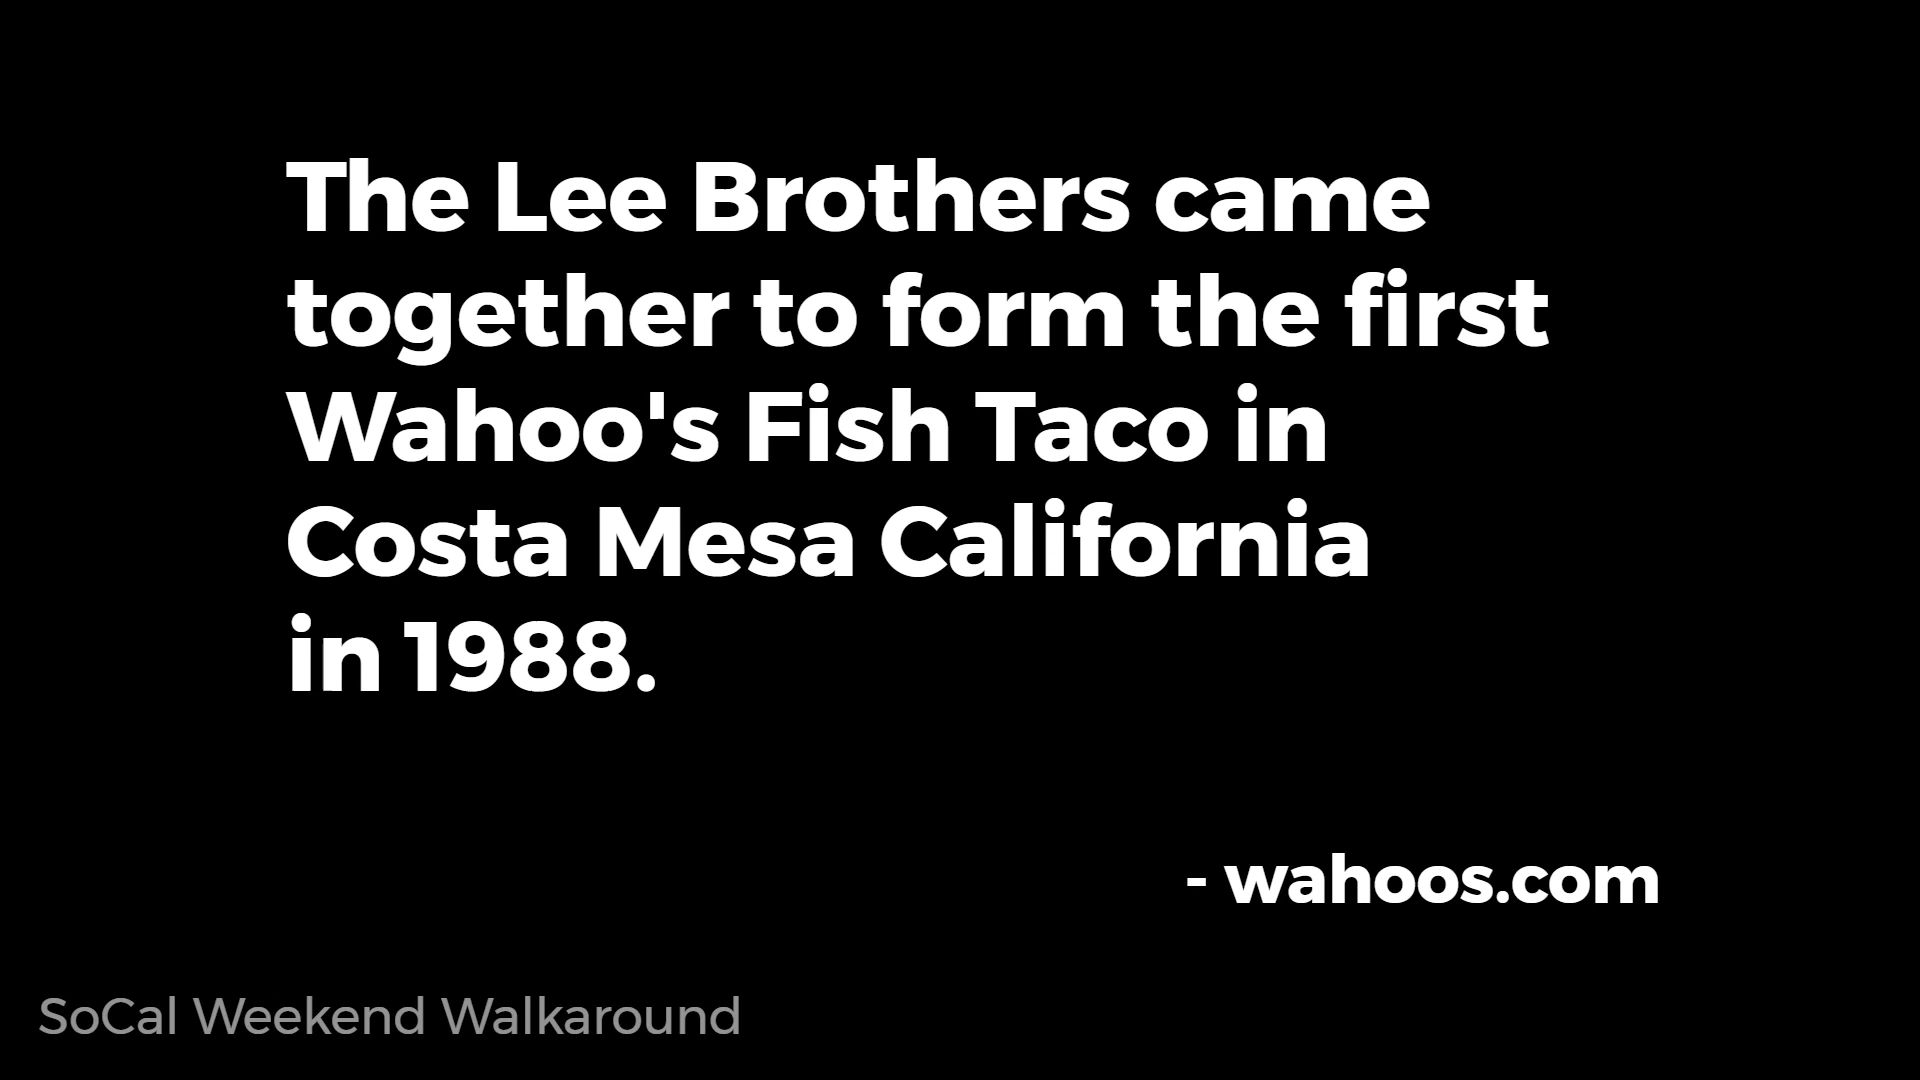 The Lee Brothers came
together to form the first
Wahoo's Fish Taco in
Costa Mesa California
in 1988.
- wahoos.com
SoCal Weekend Walkaround